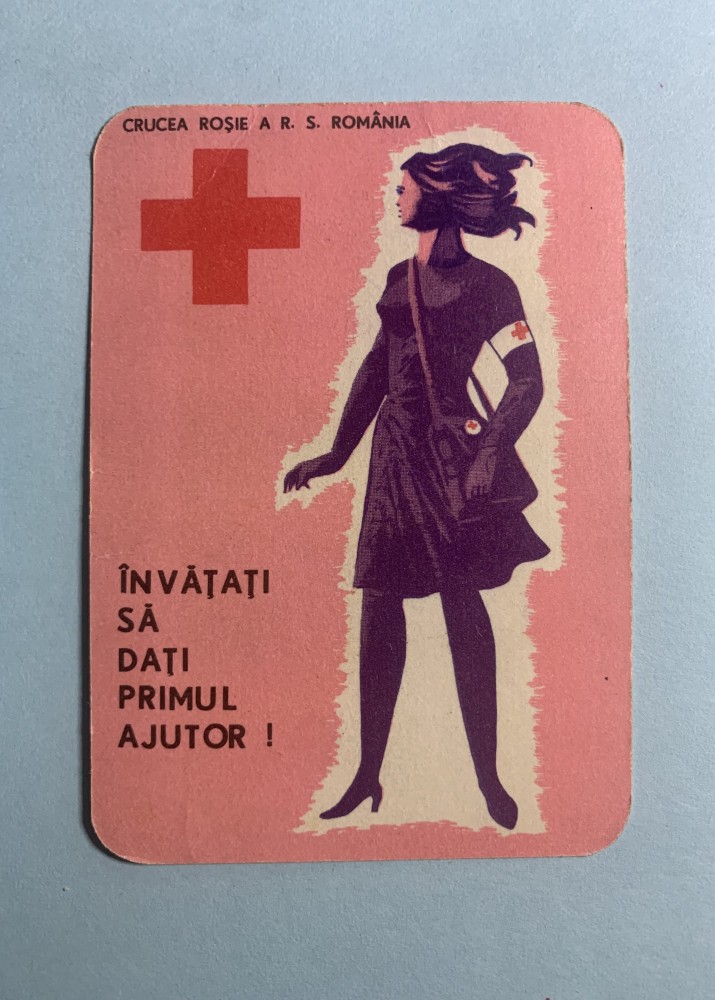 CRUCEA ROȘIE A R. S. ROMÂNIA
ÎNVĂȚAȚI
SĂ
DAȚI
PRIMUL
AJUTOR !